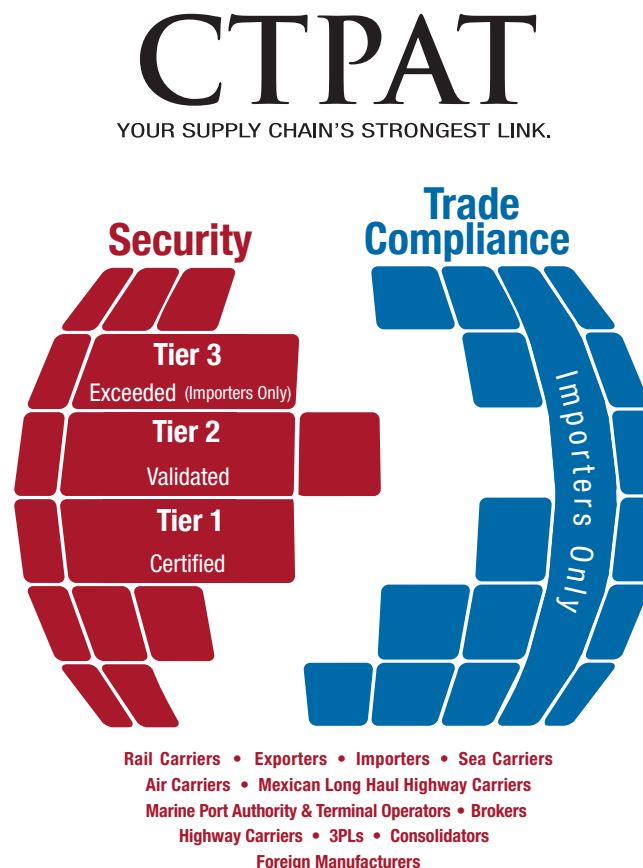 CTPAT
YOUR SUPPLY CHAIN'S STRONGEST LINK.
Security
Trade
Compliance
Tier 3
Exceeded (Importers Only)
Tier 2
Validated
Tier 1
Certified
Importers Only
Rail Carriers • Exporters • Importers • Sea Carriers
Air Carriers • Mexican Long Haul Highway Carriers
Marine Port Authority & Terminal Operators • Brokers
Highway Carriers • 3PLs • Consolidators
Foreign Manufacturers